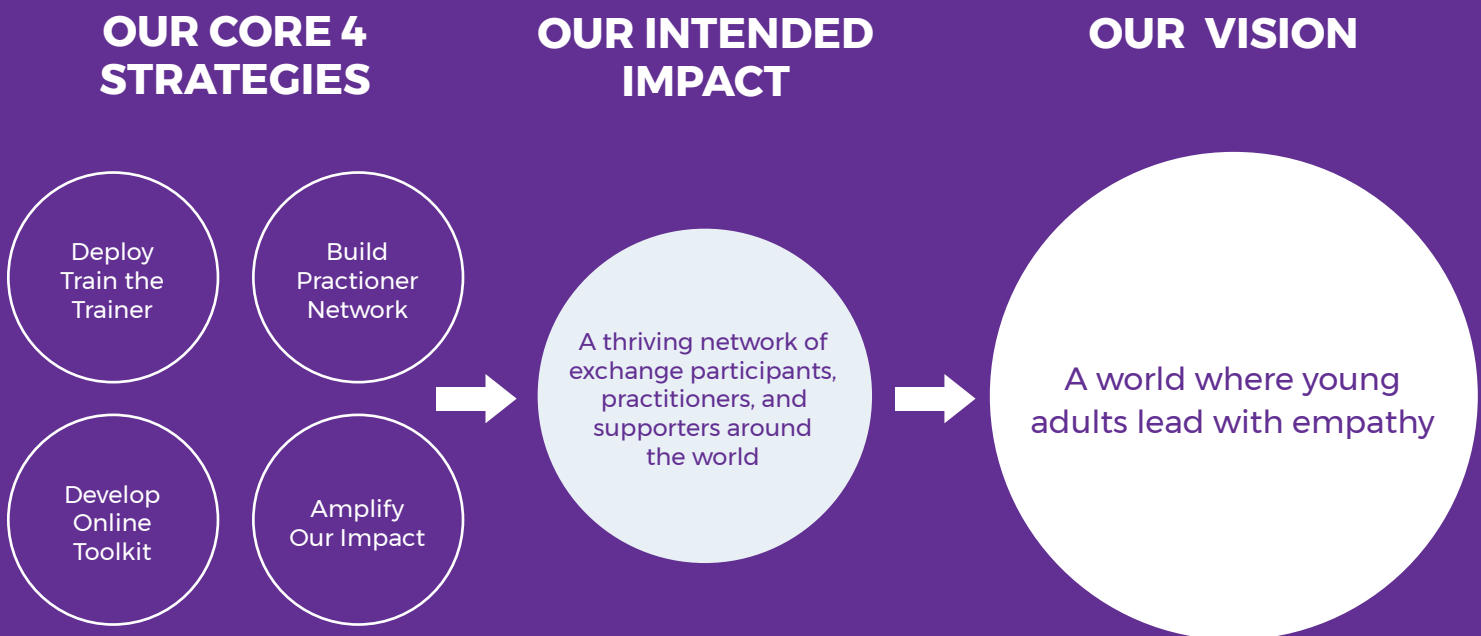 OUR CORE 4
STRATEGIES
Deploy
Train the
Trainer
Build
Practioner
Network
Develop
Online
Toolkit
Amplify
Our Impact
OUR INTENDED
IMPACT
A thriving network of
exchange participants,
practitioners, and
supporters around
the world
OUR VISION
A world where young
adults lead with empathy